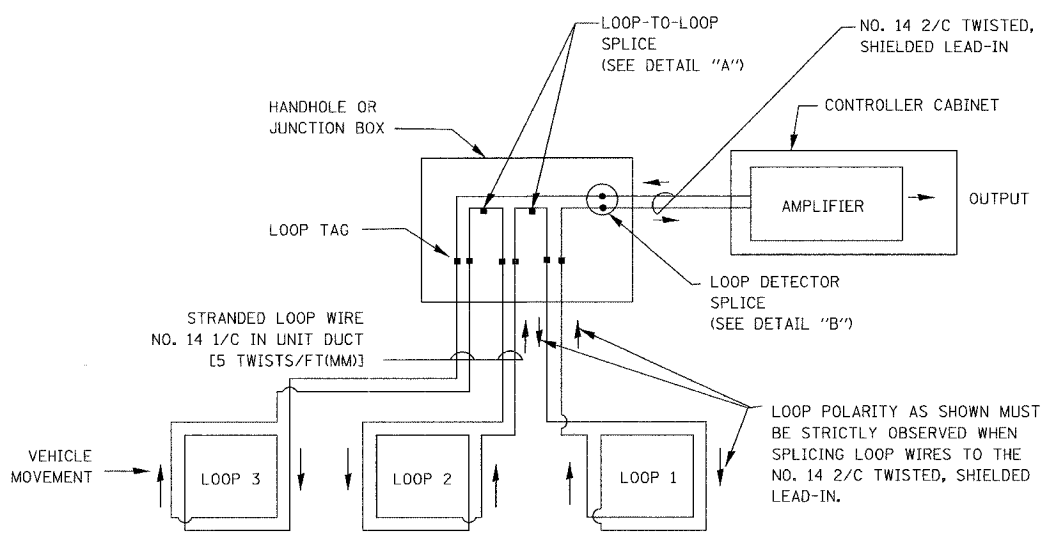 LOOP-TO-LOOP
SPLICE
(SEE DETAIL "A")
NO. 14 2/C TWISTED,
SHIELDED LEAD-IN
HANDHOLE OR
JUNCTION BOX
CONTROLLER CABINET
AMPLIFIER
OUTPUT
LOOP TAG
LOOP DETECTOR
SPLICE
(SEE DETAIL "B")
STRANDED LOOP WIRE
NO. 14 1/C IN UNIT DUCT
[5 TWISTS/FT(MM)]
VEHICLE
MOVEMENT
LOOP 3
LOOP 2
LOOP 1
LOOP POLARITY AS SHOWN MUST
BE STRICTLY OBSERVED WHEN
SPLICING LOOP WIRES TO THE
NO. 14 2/C TWISTED, SHIELDED
LEAD-IN.